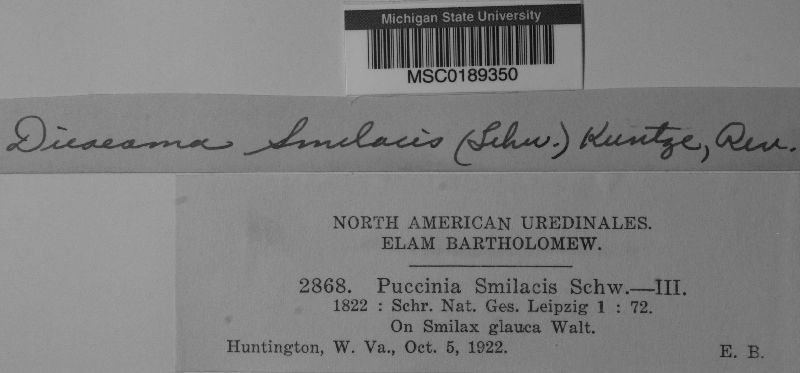 Michigan State University
MSC0189350
Dicaeoma Smilacis (Schw.) Kuntze, Rev.
NORTH AMERICAN UREDINALES.
ELAM BARTHOLOMEW.
2868. Puccinia Smilacis Schw.—III.
1822 : Schr. Nat. Ges. Leipzig 1 : 72.
On Smilax glauca Walt.
Huntington, W. Va., Oct. 5, 1922.
E. B.